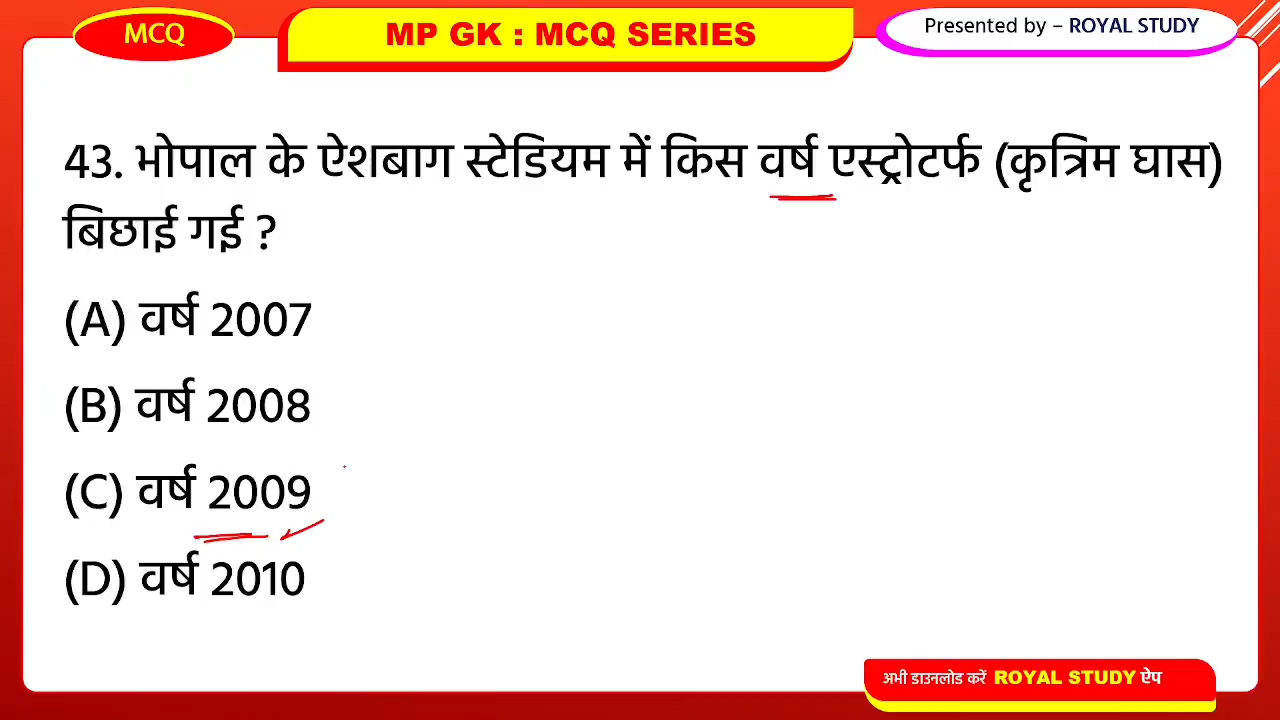 MCQ
MP GK : MCQ SERIES
Presented by – ROYAL STUDY
43. भोपाल के ऐशबाग स्टेडियम में किस वर्ष एस्ट्रोटर्फ (कृत्रिम घास)
बिछाई गई ?
(A) वर्ष 2007
(B) वर्ष 2008
(C) वर्ष 2009
(D) वर्ष 2010
अभी डाउनलोड करें ROYAL STUDY ऐप